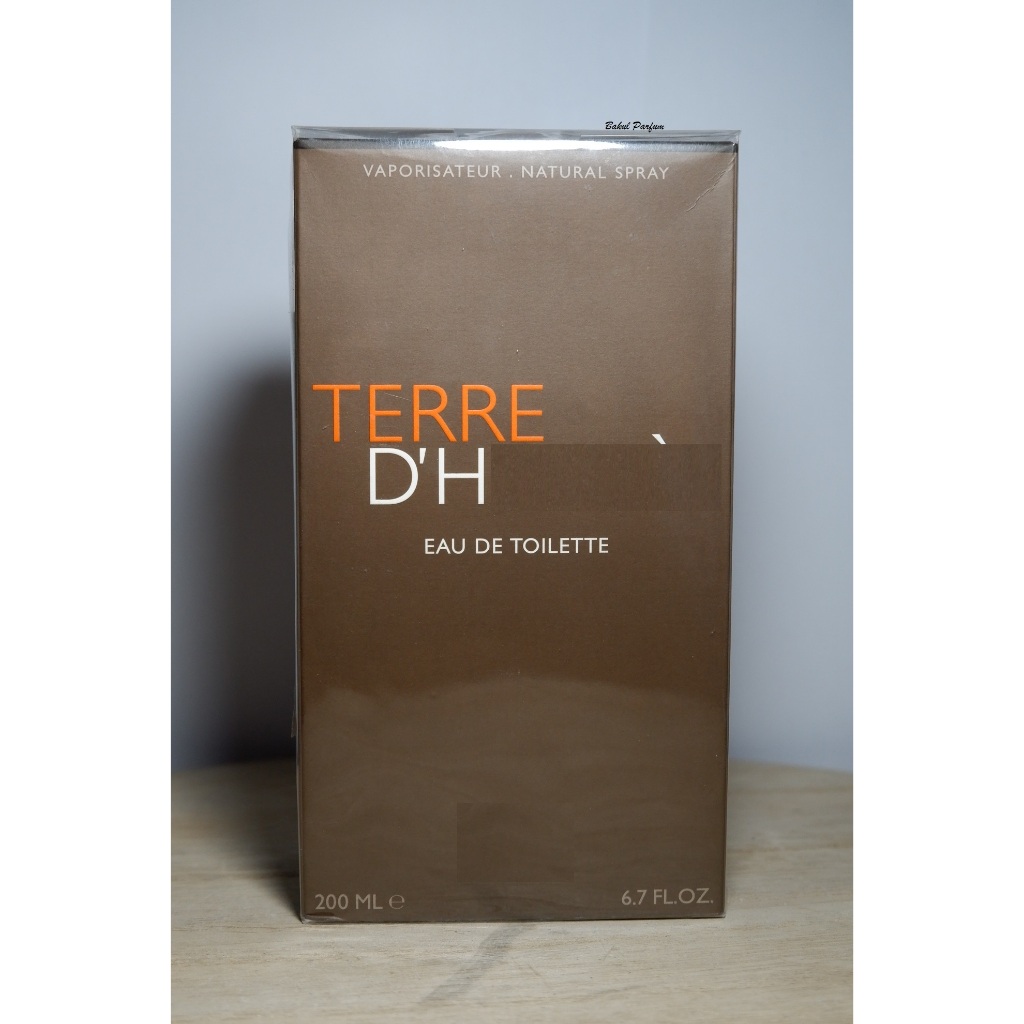 Bakul Parfum
VAPORISATEUR . NATURAL SPRAY
TERRE
D'H
EAU DE TOILETTE
200 ML ℮
6.7 FL.OZ.